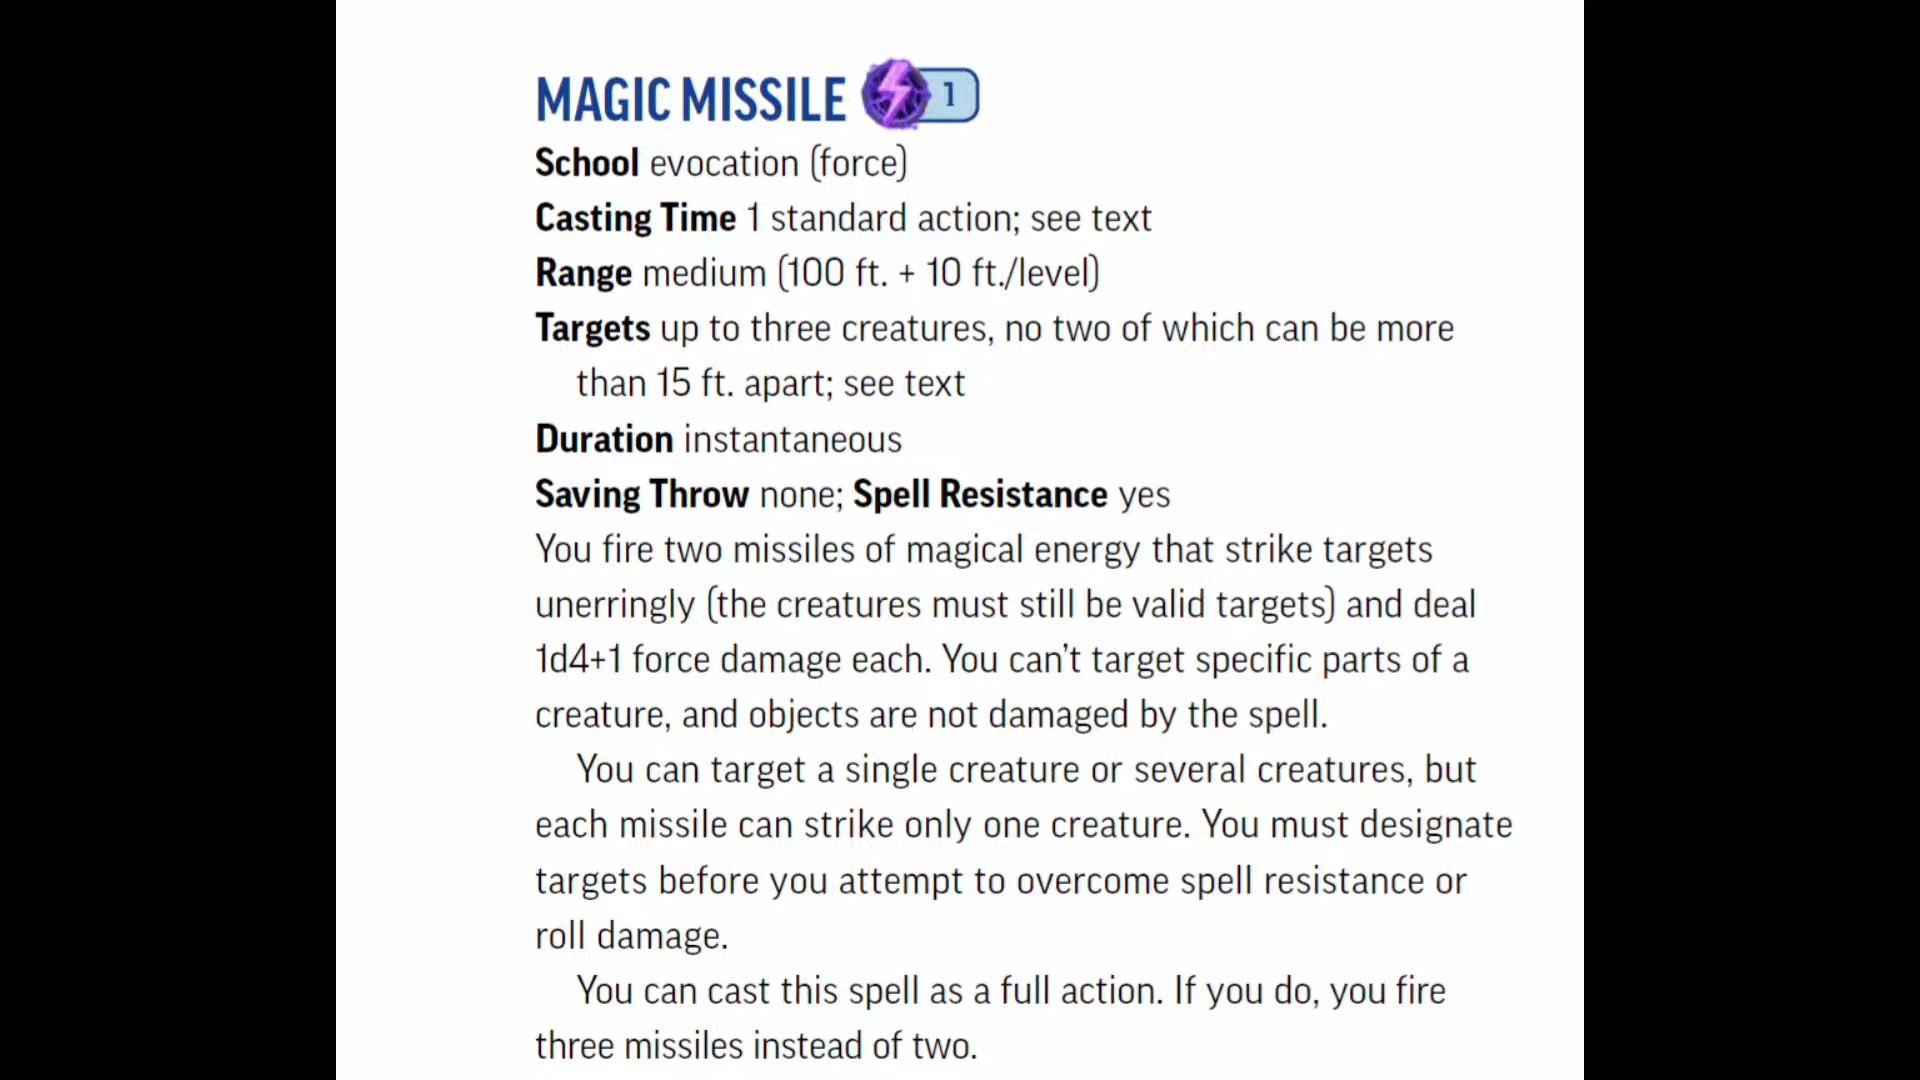 MAGIC MISSILE 1
School evocation (force)
Casting Time 1 standard action; see text
Range medium (100 ft. + 10 ft./level)
Targets up to three creatures, no two of which can be more
than 15 ft. apart; see text
Duration instantaneous
Saving Throw none; Spell Resistance yes
You fire two missiles of magical energy that strike targets
unerringly (the creatures must still be valid targets) and deal
1d4+1 force damage each. You can’t target specific parts of a
creature, and objects are not damaged by the spell.
You can target a single creature or several creatures, but
each missile can strike only one creature. You must designate
targets before you attempt to overcome spell resistance or
roll damage.
You can cast this spell as a full action. If you do, you fire
three missiles instead of two.